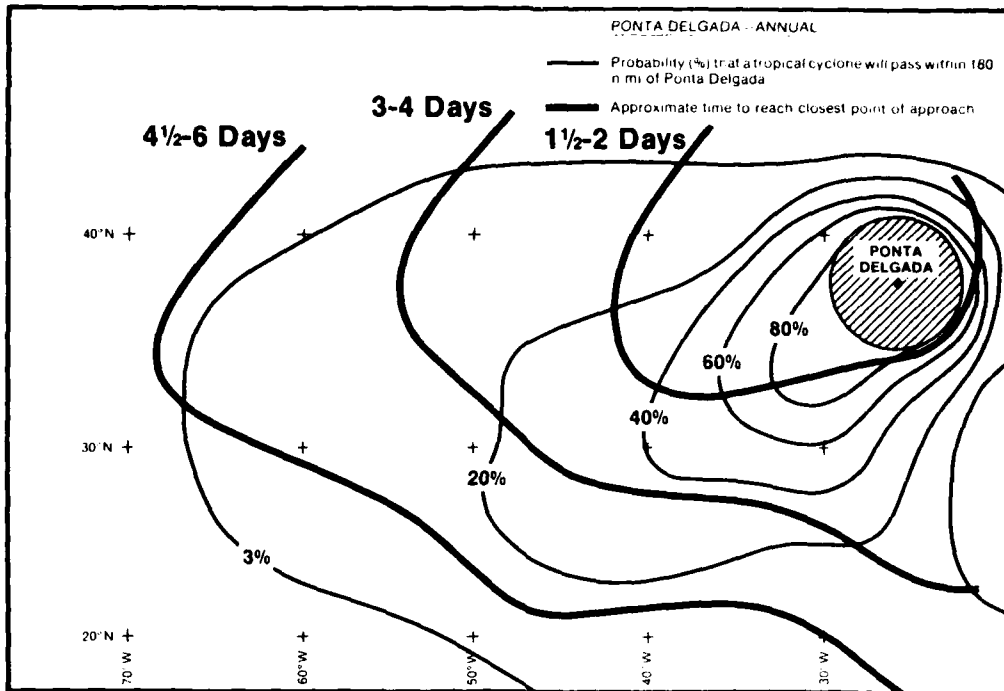 PONTA DELGADA - ANNUAL
Probability (%) that a tropical cyclone will pass within 180
n mi of Ponta Delgada
Approximate time to reach closest point of approach
4½-6 Days
3-4 Days
1½-2 Days
40°N
PONTA
DELGADA
80%
60%
40%
30°N
20%
3%
20°N
70°W
60°W
50°W
40°W
30°W